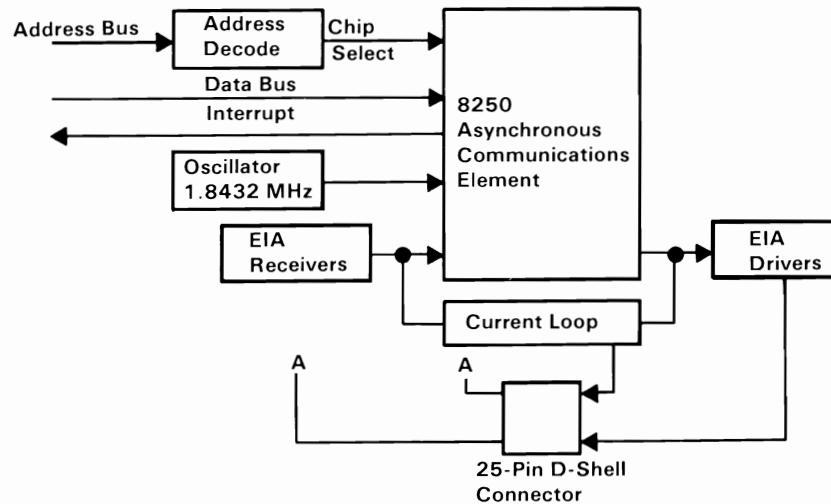 Address Bus
Address
Decode
Chip
Select
Data Bus
Interrupt
Oscillator
1.8432 MHz
8250
Asynchronous
Communications
Element
EIA
Receivers
EIA
Drivers
Current Loop
A
A
25-Pin D-Shell
Connector